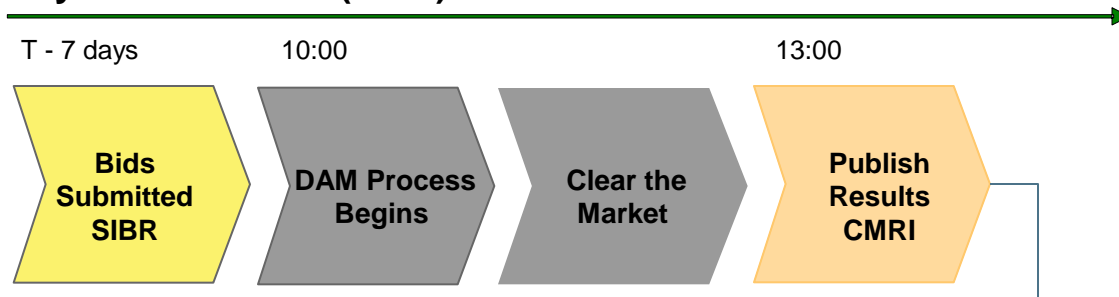 T - 7 days
10:00
13:00
Bids
Submitted
SIBR
DAM Process
Begins
Clear the
Market
Publish
Results
CMRI